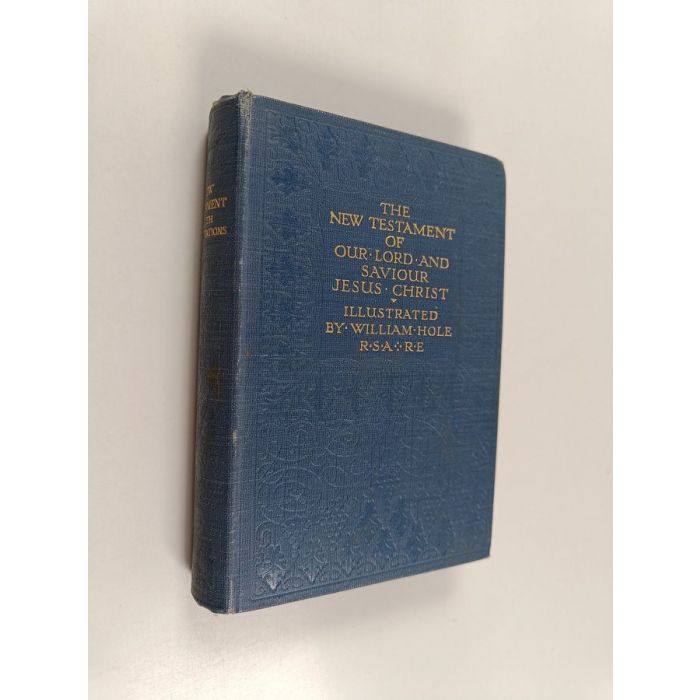 THE
NEW TESTAMENT
OF
OUR·LORD·AND
SAVIOUR
JESUS·CHRIST
ILLUSTRATED
BY·WILLIAM·HOLE
R·S·A·R·E